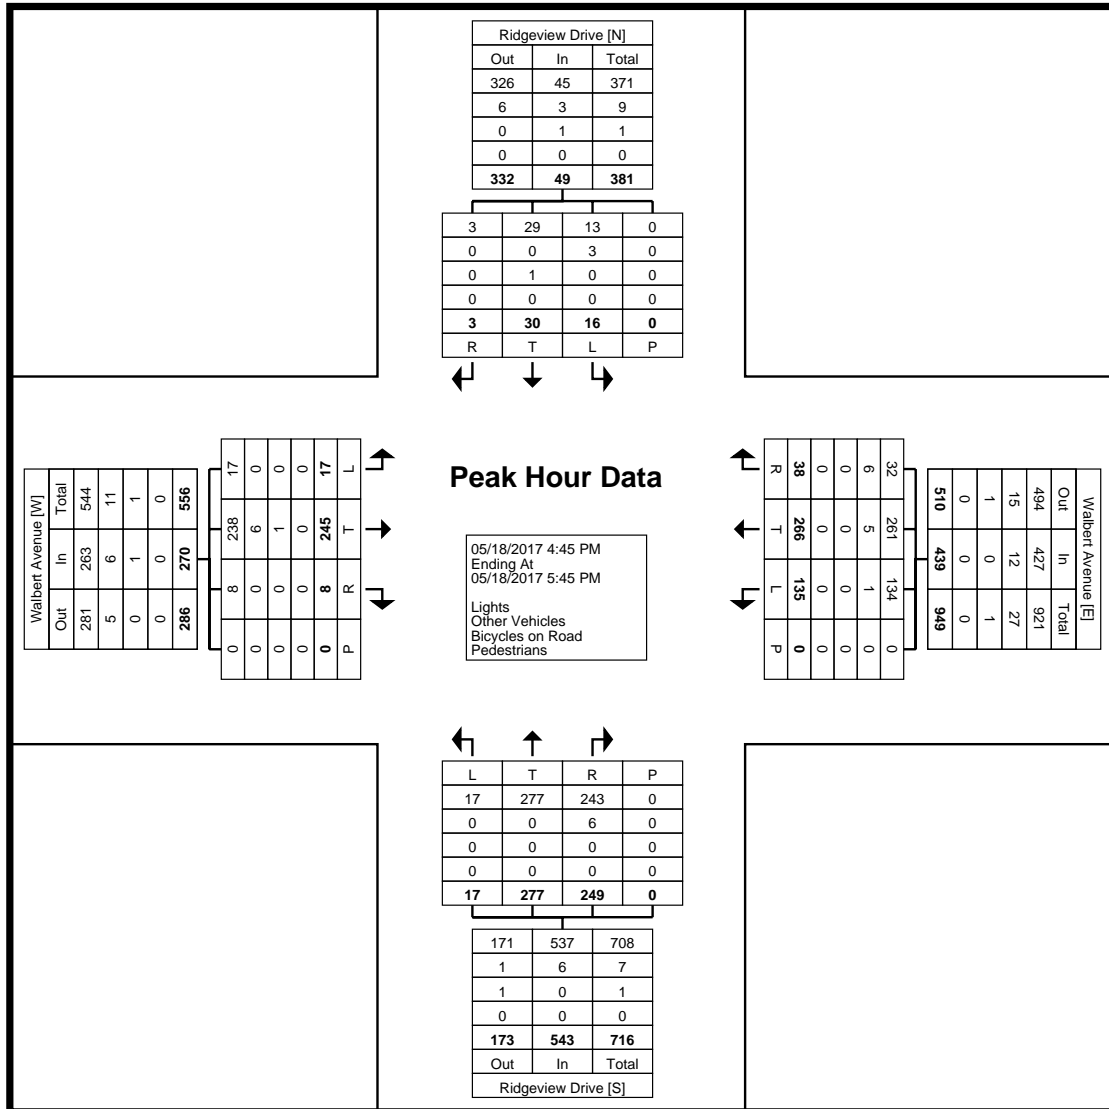 Ridgeview Drive [N]
Out In Total
326 45 371
6 3 9
0 1 1
0 0 0
332 49 381
3 29 13 0
0 0 3 0
0 1 0 0
0 0 0 0
3 30 16 0
R T L P
Walbert Avenue [W]
Total 544 11 1 0 556
In 263 6 1 0 270
Out 281 5 0 0 286
17 0 0 0 17 L
238 6 1 0 245 T
8 0 0 0 8 R
0 0 0 0 0 P
Peak Hour Data
05/18/2017 4:45 PM
Ending At
05/18/2017 5:45 PM
Lights
Other Vehicles
Bicycles on Road
Pedestrians
R 38 0 0 6 32
T 266 0 0 5 261
L 135 0 0 1 134
P 0 0 0 0 0
510 0 1 15 494 Out
439 0 0 12 427 In
949 0 1 27 921 Total
Walbert Avenue [E]
L T R P
17 277 243 0
0 0 6 0
0 0 0 0
0 0 0 0
17 277 249 0
171 537 708
1 6 7
1 0 1
0 0 0
173 543 716
Out In Total
Ridgeview Drive [S]